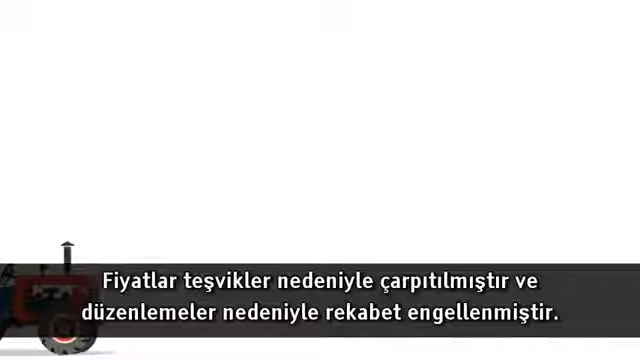 Fiyatlar teşvikler nedeniyle çarpıtılmıştır ve
düzenlemeler nedeniyle rekabet engellenmiştir.